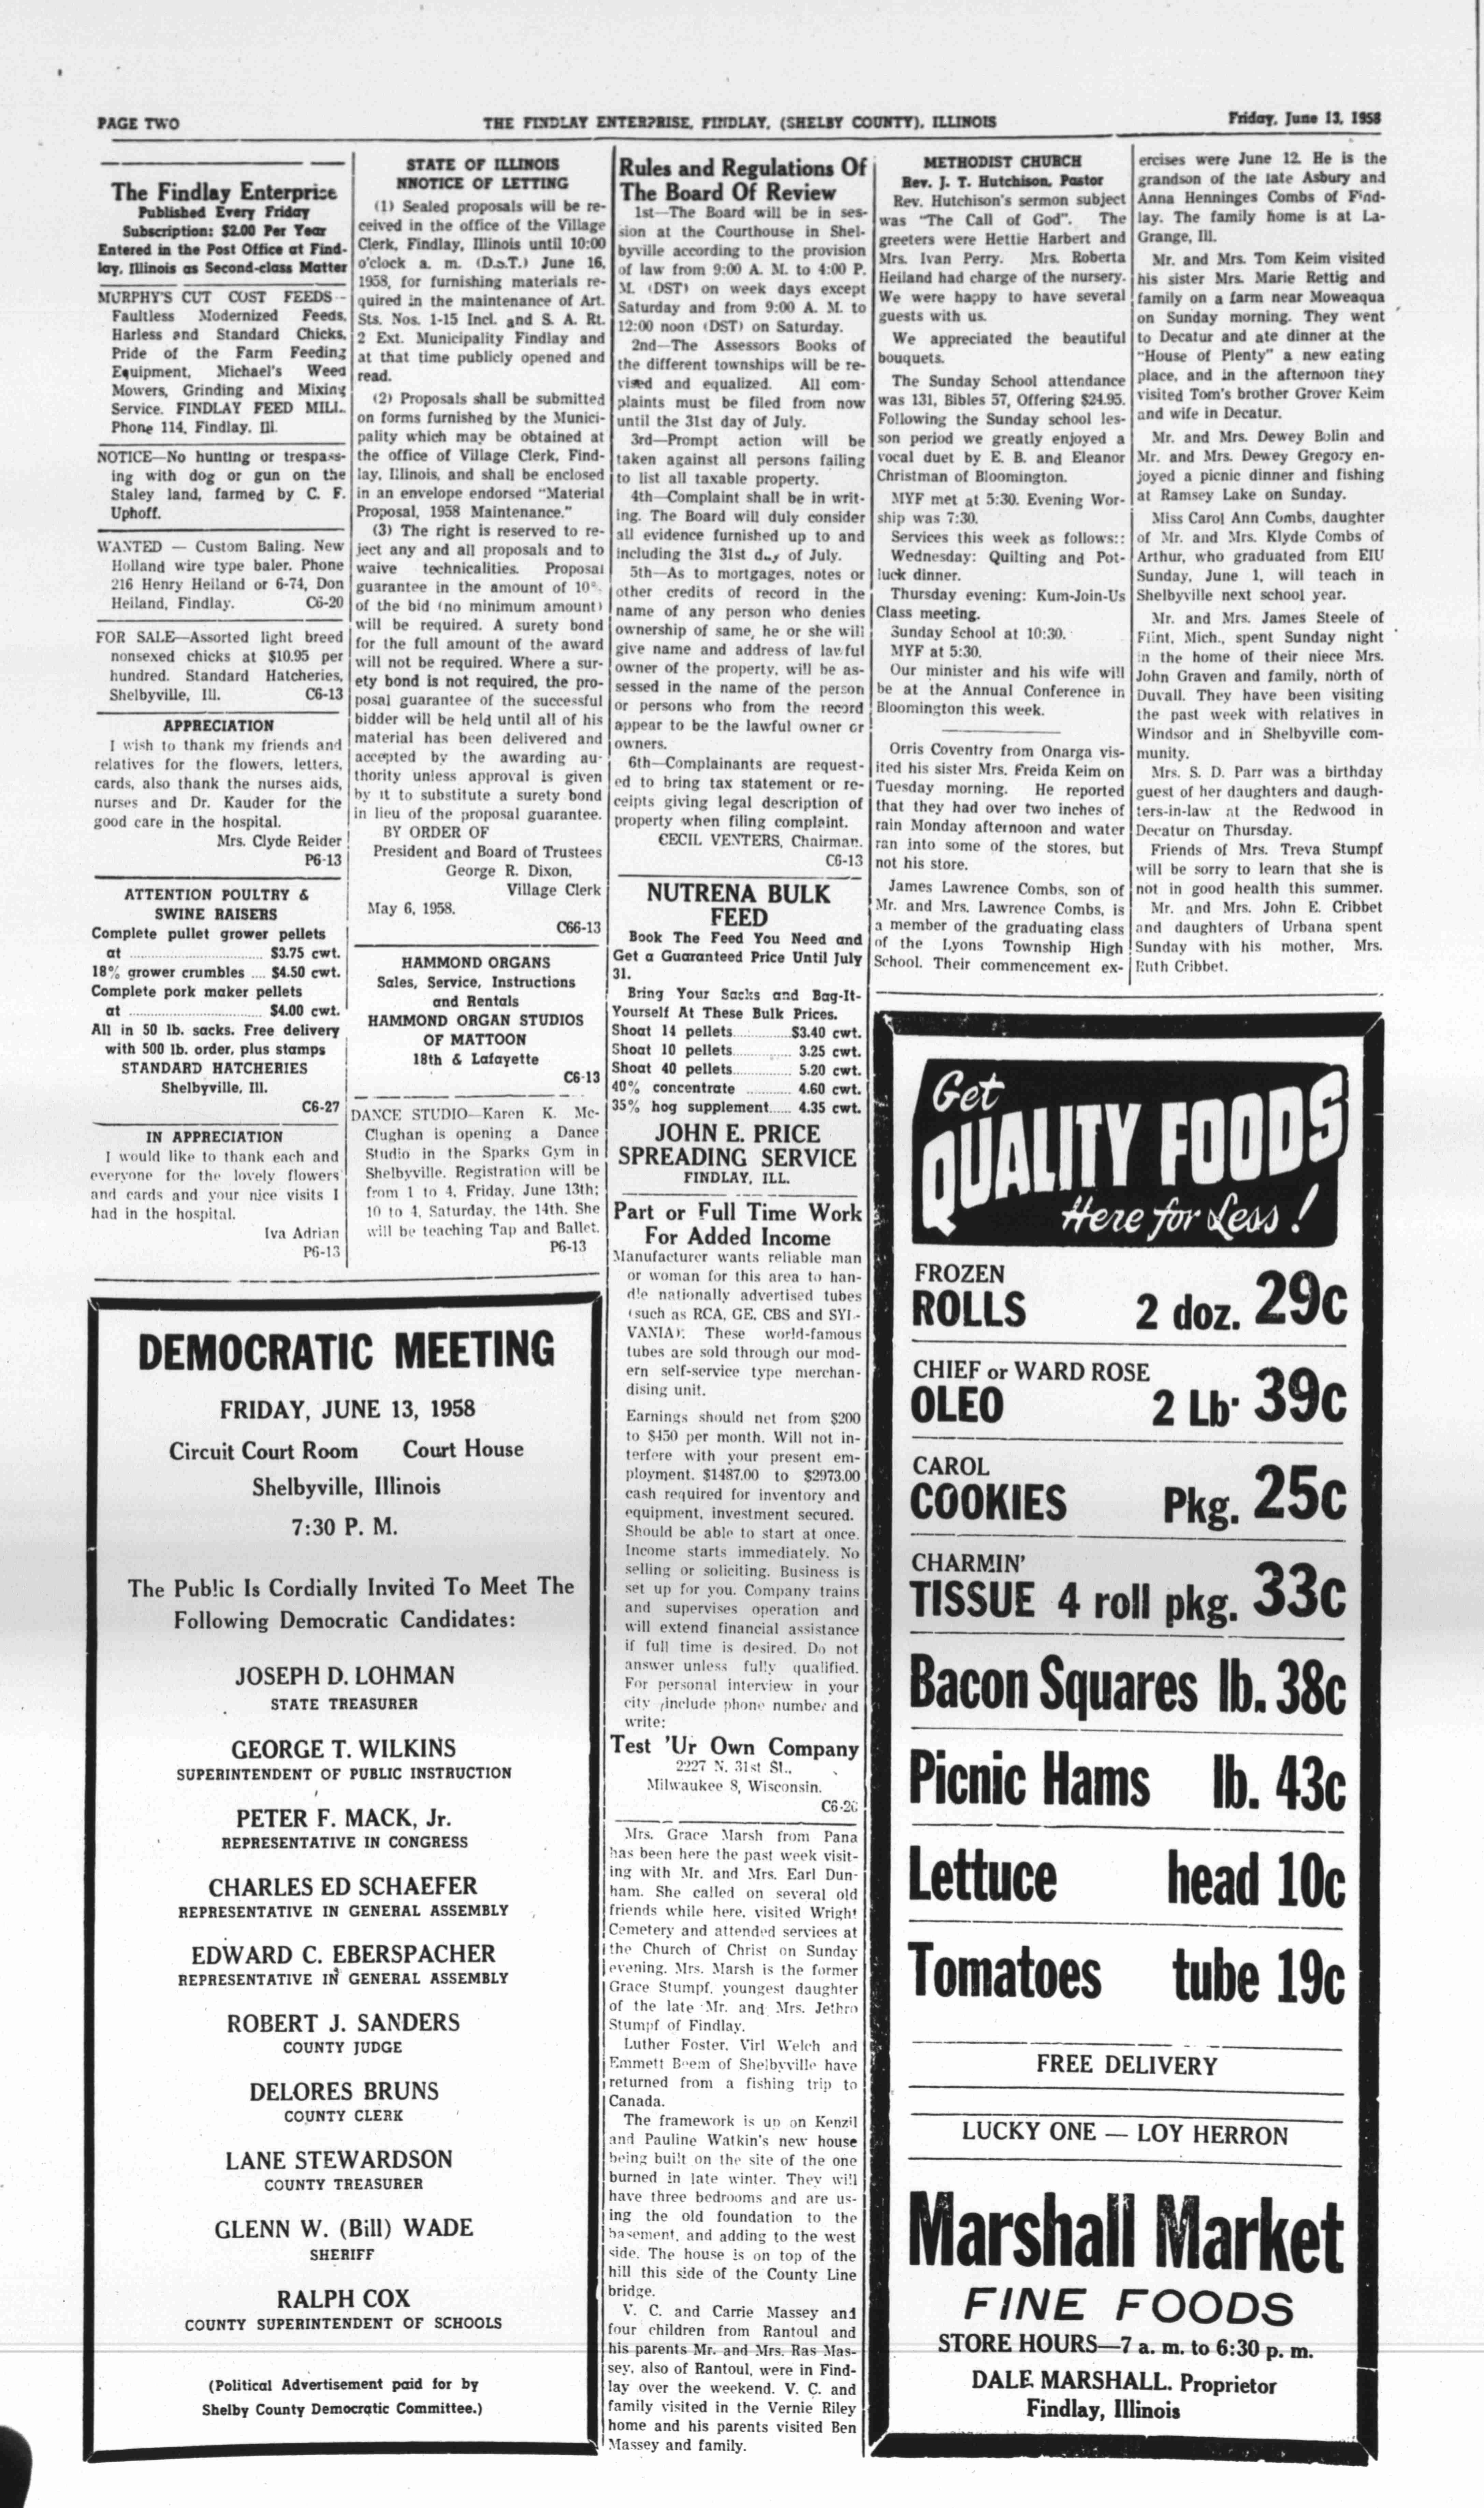 PAGE TWO
THE FINDLAY ENTERPRISE, FINDLAY, (SHELBY COUNTY), ILLINOIS
Friday, June 13, 1958
The Findlay Enterprise
Published Every Friday
Subscription: $2.00 Per Year
Entered in the Post Office at Find-
lay, Illinois as Second-class Matter
MURPHY'S CUT COST FEEDS-
Faultless Modernized Feeds,
Harless and Standard Chicks,
Pride of the Farm Feeding
Equipment, Michael's Weed
Mowers, Grinding and Mixing
Service. FINDLAY FEED MILL.
Phone 114, Findlay, Ill.
NOTICE—No hunting or trespass-
ing with dog or gun on the
Staley land, farmed by C. F.
Uphoff.
WANTED — Custom Baling. New
Holland wire type baler. Phone
216 Henry Heiland or 6-74, Don
Heiland, Findlay. C6-20
FOR SALE—Assorted light breed
nonsexed chicks at $10.95 per
hundred. Standard Hatcheries,
Shelbyville, Ill. C6-13
APPRECIATION
I wish to thank my friends and
relatives for the flowers, letters,
cards, also thank the nurses aids,
nurses and Dr. Kauder for the
good care in the hospital.
Mrs. Clyde Reider
P6-13
ATTENTION POULTRY &
SWINE RAISERS
Complete pullet grower pellets
at ................ $3.75 cwt.
18% grower crumbles .... $4.50 cwt.
Complete pork maker pellets
at ................ $4.00 cwt.
All in 50 lb. sacks. Free delivery
with 500 lb. order, plus stamps
STANDARD HATCHERIES
Shelbyville, Ill.
C6-27
IN APPRECIATION
I would like to thank each and
everyone for the lovely flowers
and cards and your nice visits I
had in the hospital.
Iva Adrian
P6-13
STATE OF ILLINOIS
NNOTICE OF LETTING
(1) Sealed proposals will be re-
ceived in the office of the Village
Clerk, Findlay, Illinois until 10:00
o'clock a. m. (D.s.T.) June 16,
1958, for furnishing materials re-
quired in the maintenance of Art.
Sts. Nos. 1-15 Incl. and S. A. Rt.
2 Ext. Municipality Findlay and
at that time publicly opened and
read.
(2) Proposals shall be submitted
on forms furnished by the Munici-
pality which may be obtained at
the office of Village Clerk, Find-
lay, Illinois, and shall be enclosed
in an envelope endorsed "Material
Proposal, 1958 Maintenance."
(3) The right is reserved to re-
ject any and all proposals and to
waive technicalities. Proposal
guarantee in the amount of 10%
of the bid (no minimum amount)
will be required. A surety bond
for the full amount of the award
will not be required. Where a sur-
ety bond is not required, the pro-
posal guarantee of the successful
bidder will be held until all of his
material has been delivered and
accepted by the awarding au-
thority unless approval is given
by it to substitute a surety bond
in lieu of the proposal guarantee.
BY ORDER OF
President and Board of Trustees
George R. Dixon,
Village Clerk
May 6, 1958.
C66-13
HAMMOND ORGANS
Sales, Service, Instructions
and Rentals
HAMMOND ORGAN STUDIOS
OF MATTOON
18th & Lafayette
C6-13
DANCE STUDIO—Karen K. Mc-
Clughan is opening a Dance
Studio in the Sparks Gym in
Shelbyville. Registration will be
from 1 to 4, Friday, June 13th;
10 to 4, Saturday, the 14th. She
will be teaching Tap and Ballet.
P6-13
DEMOCRATIC MEETING
FRIDAY, JUNE 13, 1958
Circuit Court Room Court House
Shelbyville, Illinois
7:30 P. M.
The Public Is Cordially Invited To Meet The
Following Democratic Candidates:
JOSEPH D. LOHMAN
STATE TREASURER
GEORGE T. WILKINS
SUPERINTENDENT OF PUBLIC INSTRUCTION
PETER F. MACK, Jr.
REPRESENTATIVE IN CONGRESS
CHARLES ED SCHAEFER
REPRESENTATIVE IN GENERAL ASSEMBLY
EDWARD C. EBERSPACHER
REPRESENTATIVE IN GENERAL ASSEMBLY
ROBERT J. SANDERS
COUNTY JUDGE
DELORES BRUNS
COUNTY CLERK
LANE STEWARDSON
COUNTY TREASURER
GLENN W. (Bill) WADE
SHERIFF
RALPH COX
COUNTY SUPERINTENDENT OF SCHOOLS
(Political Advertisement paid for by
Shelby County Democratic Committee.)
Rules and Regulations Of
The Board Of Review
1st—The Board will be in ses-
sion at the Courthouse in Shel-
byville according to the provision
of law from 9:00 A. M. to 4:00 P.
M. (DST) on week days except
Saturday and from 9:00 A. M. to
12:00 noon (DST) on Saturday.
2nd—The Assessors Books of
the different townships will be re-
vised and equalized. All com-
plaints must be filed from now
until the 31st day of July.
3rd—Prompt action will be
taken against all persons failing
to list all taxable property.
4th—Complaint shall be in writ-
ing. The Board will duly consider
all evidence furnished up to and
including the 31st day of July.
5th—As to mortgages, notes or
other credits of record in the
name of any person who denies
ownership of same, he or she will
give name and address of lawful
owner of the property, will be as-
sessed in the name of the person
or persons who from the record
appear to be the lawful owner or
owners.
6th—Complainants are request-
ed to bring tax statement or re-
ceipts giving legal description of
property when filing complaint.
CECIL VENTERS, Chairman.
C6-13
NUTRENA BULK
FEED
Book The Feed You Need and
Get a Guaranteed Price Until July
31.
Bring Your Sacks and Bag-It-
Yourself At These Bulk Prices.
Shoat 14 pellets............$3.40 cwt.
Shoat 10 pellets............ 3.25 cwt.
Shoat 40 pellets............ 5.20 cwt.
40% concentrate ........... 4.60 cwt.
35% hog supplement...... 4.35 cwt.
JOHN E. PRICE
SPREADING SERVICE
FINDLAY, ILL.
Part or Full Time Work
For Added Income
Manufacturer wants reliable man
or woman for this area to han-
dle nationally advertised tubes
(such as RCA, GE, CBS and SYL-
VANIA); These world-famous
tubes are sold through our mod-
ern self-service type merchan-
dising unit.
Earnings should net from $200
to $450 per month. Will not in-
terfere with your present em-
ployment. $1487.00 to $2973.00
cash required for inventory and
equipment, investment secured.
Should be able to start at once.
Income starts immediately. No
selling or soliciting. Business is
set up for you. Company trains
and supervises operation and
will extend financial assistance
if full time is desired. Do not
answer unless fully qualified.
For personal interview in your
city include phone number and
write:
Test 'Ur Own Company
2227 N. 31st St.,
Milwaukee 8, Wisconsin.
C6-20
Mrs. Grace Marsh from Pana
has been here the past week visit-
ing with Mr. and Mrs. Earl Dun-
ham. She called on several old
friends while here, visited Wright
Cemetery and attended services at
the Church of Christ on Sunday
evening. Mrs. Marsh is the former
Grace Stumpf, youngest daughter
of the late Mr. and Mrs. Jethro
Stumpf of Findlay.
Luther Foster, Virl Welch and
Emmett Beem of Shelbyville have
returned from a fishing trip to
Canada.
The framework is up on Kenzil
and Pauline Watkin's new house
being built on the site of the one
burned in late winter. They will
have three bedrooms and are us-
ing the old foundation to the
basement, and adding to the west
side. The house is on top of the
hill this side of the County Line
bridge.
V. C. and Carrie Massey and
four children from Rantoul and
his parents Mr. and Mrs. Ras Mas-
sey, also of Rantoul, were in Find-
lay over the weekend. V. C. and
family visited in the Vernie Riley
home and his parents visited Ben
Massey and family.
METHODIST CHURCH
Rev. J. T. Hutchison, Pastor
Rev. Hutchison's sermon subject
was "The Call of God". The
greeters were Hettie Harbert and
Mrs. Ivan Perry. Mrs. Roberta
Heiland had charge of the nursery.
We were happy to have several
guests with us.
We appreciated the beautiful
bouquets.
The Sunday School attendance
was 131, Bibles 57, Offering $24.95.
Following the Sunday school les-
son period we greatly enjoyed a
vocal duet by E. B. and Eleanor
Christman of Bloomington.
MYF met at 5:30. Evening Wor-
ship was 7:30.
Services this week as follows::
Wednesday: Quilting and Pot-
luck dinner.
Thursday evening: Kum-Join-Us
Class meeting.
Sunday School at 10:30.
MYF at 5:30.
Our minister and his wife will
be at the Annual Conference in
Bloomington this week.
Orris Coventry from Onarga vis-
ited his sister Mrs. Freida Keim on
Tuesday morning. He reported
that they had over two inches of
rain Monday afternoon and water
ran into some of the stores, but
not his store.
James Lawrence Combs, son of
Mr. and Mrs. Lawrence Combs, is
a member of the graduating class
of the Lyons Township High
School. Their commencement ex-
ercises were June 12. He is the
grandson of the late Asbury and
Anna Henninges Combs of Find-
lay. The family home is at La-
Grange, Ill.
Mr. and Mrs. Tom Keim visited
his sister Mrs. Marie Rettig and
family on a farm near Moweaqua
on Sunday morning. They went
to Decatur and ate dinner at the
"House of Plenty" a new eating
place, and in the afternoon they
visited Tom's brother Grover Keim
and wife in Decatur.
Mr. and Mrs. Dewey Bolin and
Mr. and Mrs. Dewey Gregory en-
joyed a picnic dinner and fishing
at Ramsey Lake on Sunday.
Miss Carol Ann Combs, daughter
of Mr. and Mrs. Klyde Combs of
Arthur, who graduated from EIU
Sunday, June 1, will teach in
Shelbyville next school year.
Mr. and Mrs. James Steele of
Flint, Mich., spent Sunday night
in the home of their niece Mrs.
John Graven and family, north of
Duvall. They have been visiting
the past week with relatives in
Windsor and in Shelbyville com-
munity.
Mrs. S. D. Parr was a birthday
guest of her daughters and daugh-
ters-in-law at the Redwood in
Decatur on Thursday.
Friends of Mrs. Treva Stumpf
will be sorry to learn that she is
not in good health this summer.
Mr. and Mrs. John E. Cribbet
and daughters of Urbana spent
Sunday with his mother, Mrs.
Ruth Cribbet.
Get
QUALITY FOODS
Here for Less!
FROZEN
ROLLS 2 doz. 29c
CHIEF or WARD ROSE
OLEO 2 Lb. 39c
CAROL
COOKIES Pkg. 25c
CHARMIN'
TISSUE 4 roll pkg. 33c
Bacon Squares lb. 38c
Picnic Hams lb. 43c
Lettuce head 10c
Tomatoes tube 19c
FREE DELIVERY
LUCKY ONE — LOY HERRON
Marshall Market
FINE FOODS
STORE HOURS—7 a. m. to 6:30 p. m.
DALE MARSHALL. Proprietor
Findlay, Illinois